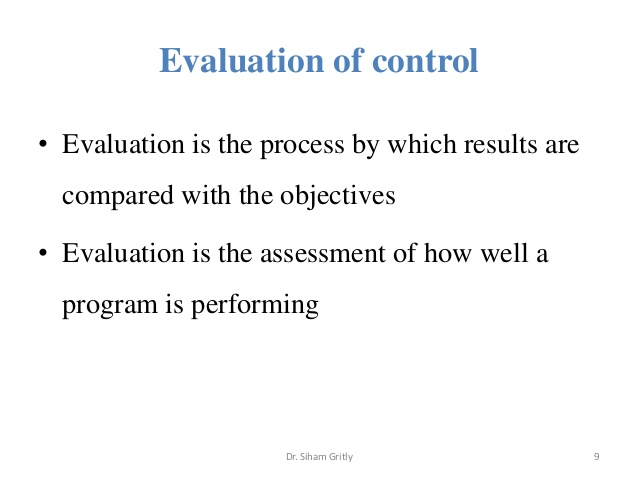 Evaluation of control
• Evaluation is the process by which results are
compared with the objectives
• Evaluation is the assessment of how well a
program is performing
Dr. Siham Gritly
9